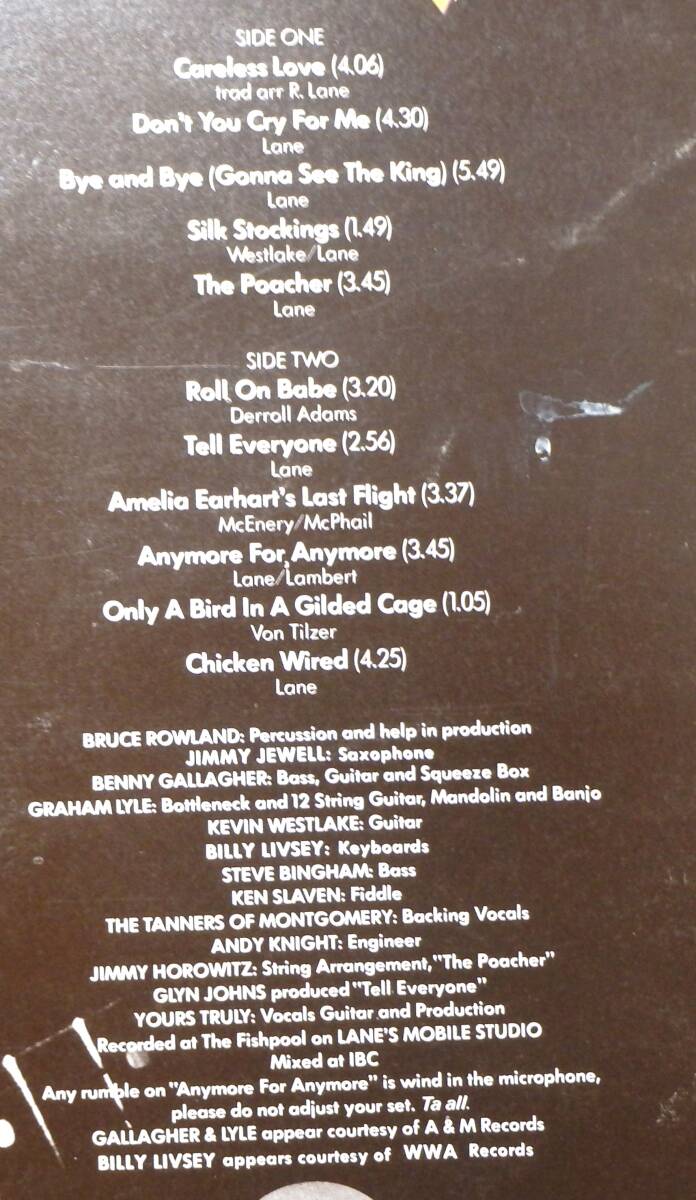 SIDE ONE
Careless Love (4.06)
trad arr R. Lane
Don't You Cry For Me (4.30)
Lane
Bye and Bye (Gonna See The King) (5.49)
Lane
Silk Stockings (1.49)
Westlake/Lane
The Poacher (3.45)
Lane
SIDE TWO
Roll On Babe (3.20)
Derroll Adams
Tell Everyone (2.56)
Lane
Amelia Earhart's Last Flight (3.37)
McEnery/McPhail
Anymore For Anymore (3.45)
Lane/Lambert
Only A Bird In A Gilded Cage (1.05)
Von Tilzer
Chicken Wired (4.25)
Lane
BRUCE ROWLAND: Percussion and help in production
JIMMY JEWELL: Saxophone
BENNY GALLAGHER: Bass, Guitar and Squeeze Box
GRAHAM LYLE: Bottleneck and 12 String Guitar, Mandolin and Banjo
KEVIN WESTLAKE: Guitar
BILLY LIVSEY: Keyboards
STEVE BINGHAM: Bass
KEN SLAVEN: Fiddle
THE TANNERS OF MONTGOMERY: Backing Vocals
ANDY KNIGHT: Engineer
JIMMY HOROWITZ: String Arrangement, "The Poacher"
GLYN JOHNS produced "Tell Everyone"
YOURS TRULY: Vocals Guitar and Production
Recorded at The Fishpool on LANE'S MOBILE STUDIO
Mixed at IBC
Any rumble on "Anymore For Anymore" is wind in the microphone,
please do not adjust your set. Ta all.
GALLAGHER & LYLE appear courtesy of A & M Records
BILLY LIVSEY appears courtesy of WWA Records